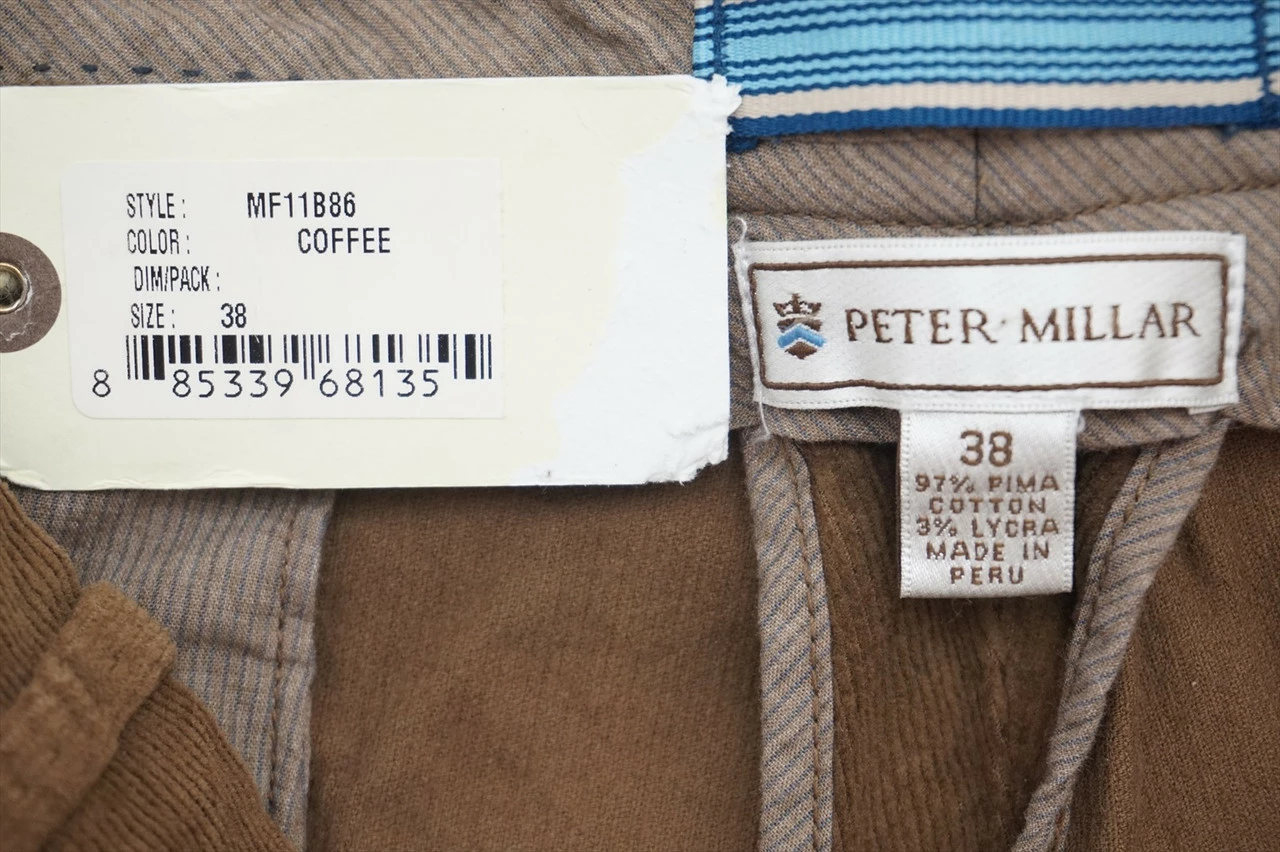 STYLE: MF11B86
COLOR: COFFEE
DIM/PACK:
SIZE: 38
8 85339 68135
PETER MILLAR
38
97% PIMA
COTTON
3% LYCRA
MADE IN
PERU